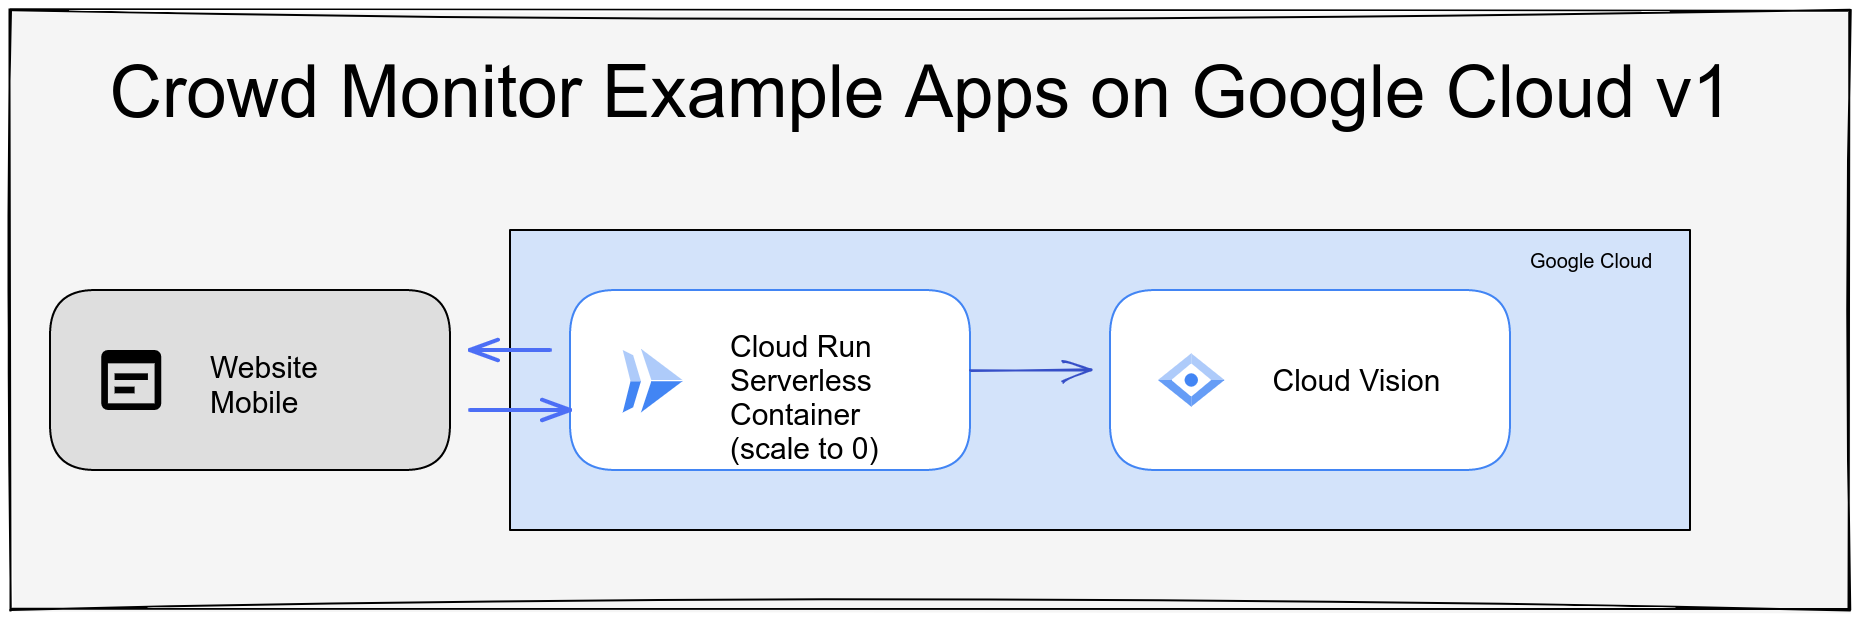 Crowd Monitor Example Apps on Google Cloud v1
Google Cloud
Website
Mobile
Cloud Run
Serverless
Container
(scale to 0)
Cloud Vision